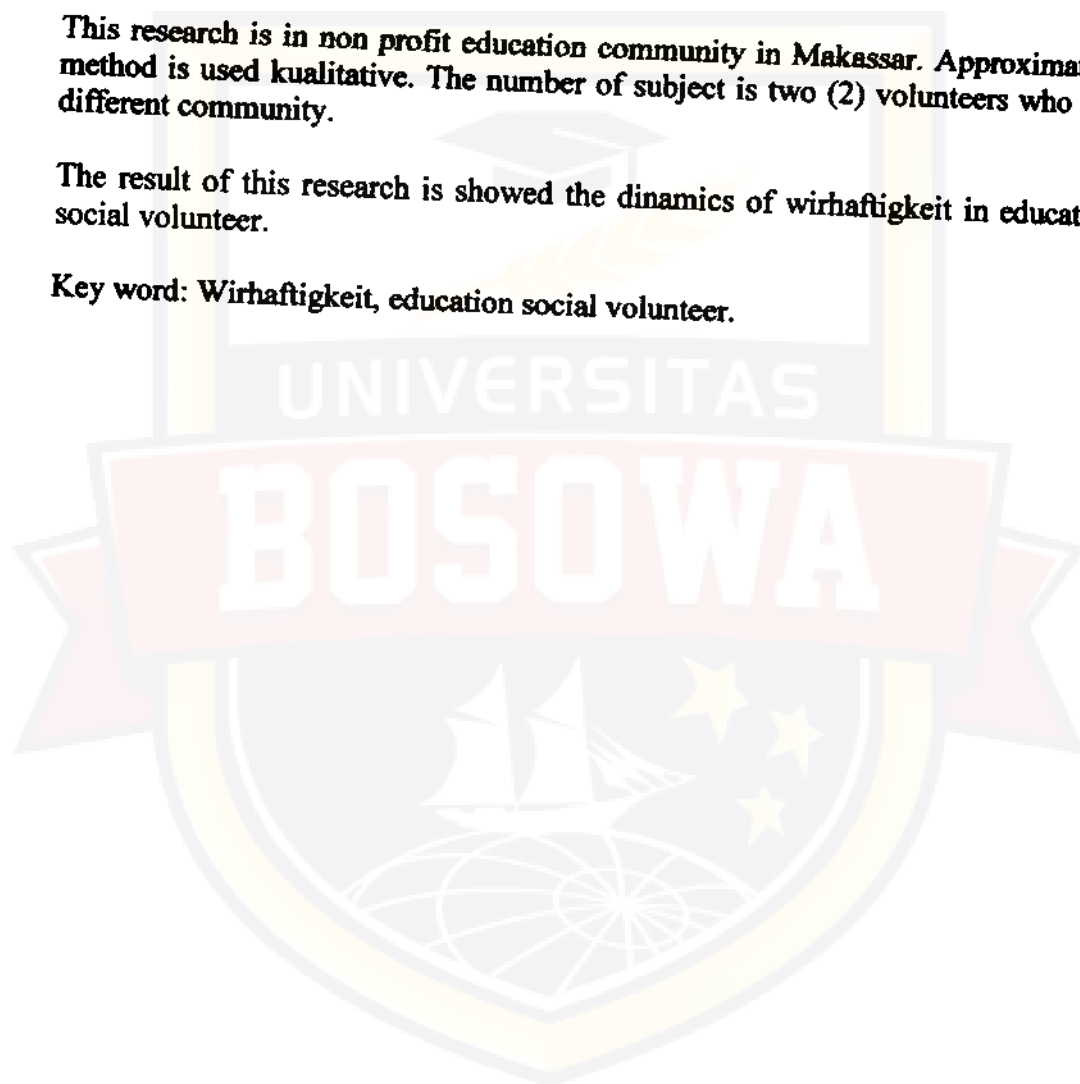 This research is in non profit education community in Makassar.
method is used kualitative. The number of subject is two (2) volunteers who
different community.
The result of this research is showed the dinamics of wirhaftigkeit in
social volunteer.
Key word: Wirhaftigkeit, education social volunteer.
UNIVERSITAS
BOSOWA